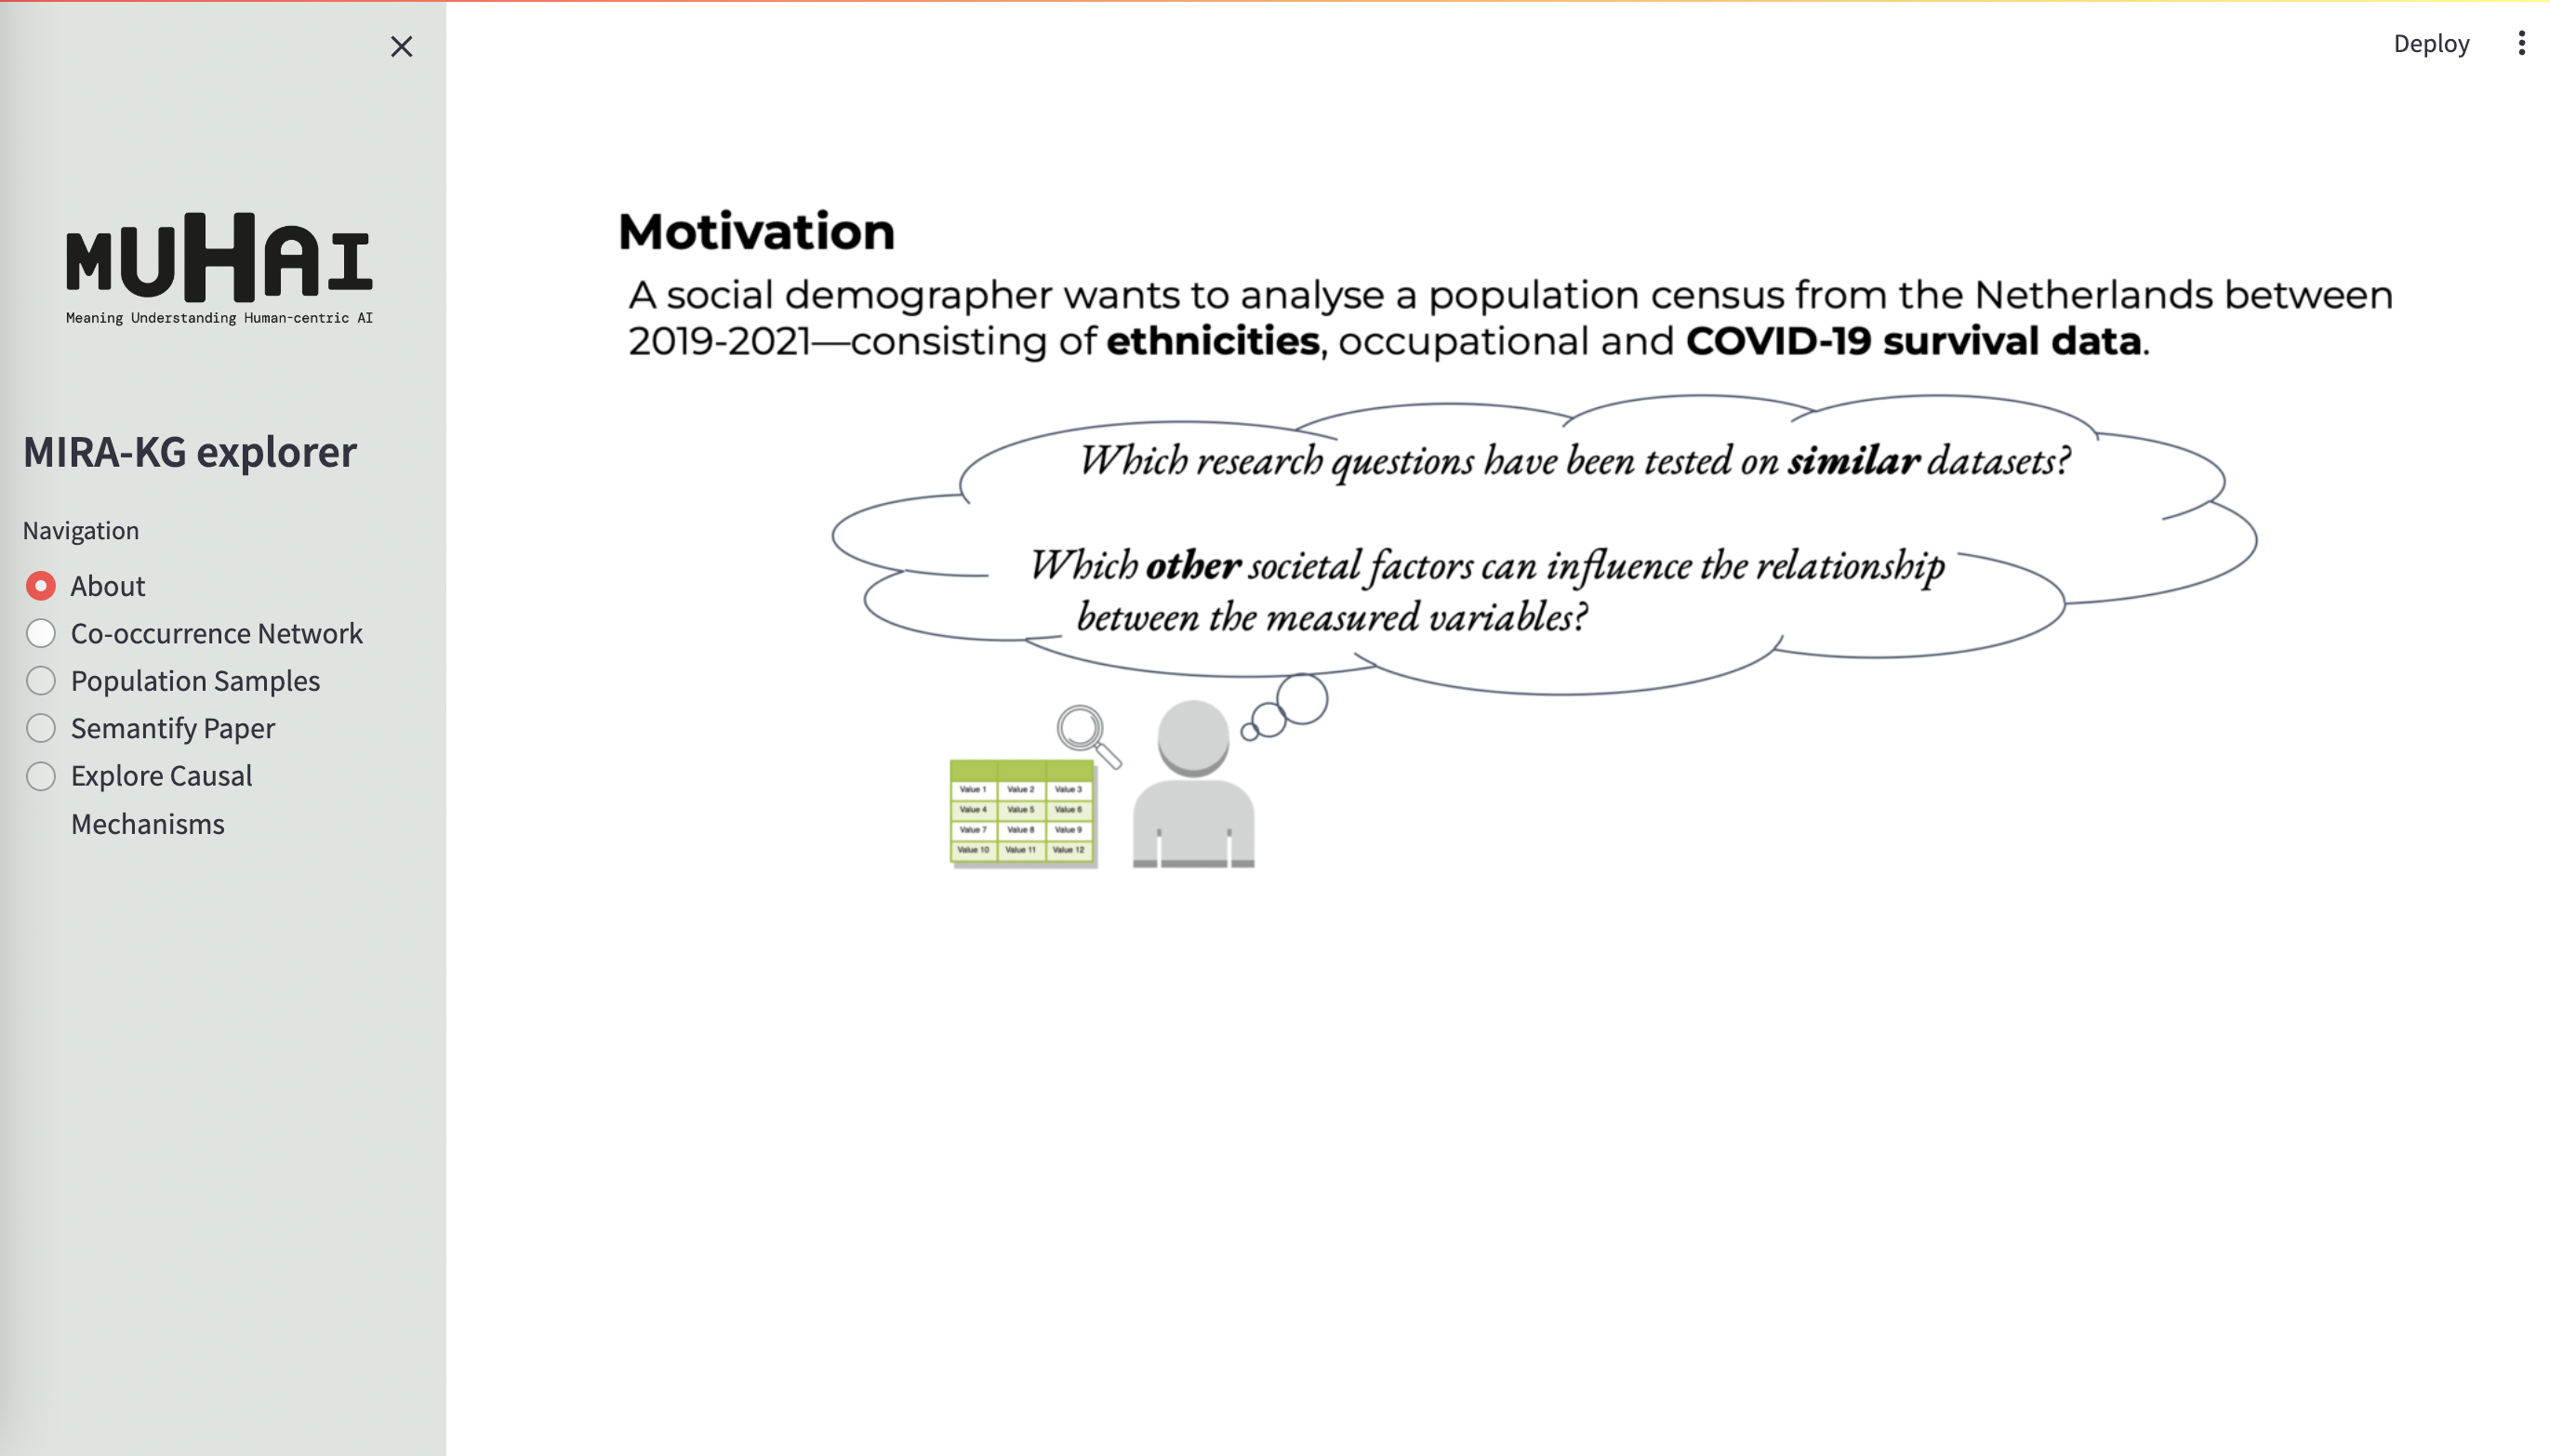 Deploy
MUHAI
Meaning Understanding Human-centric AI
MIRA-KG explorer
Navigation
About
Co-occurrence Network
Population Samples
Semantify Paper
Explore Causal
Mechanisms
Motivation
A social demographer wants to analyse a population census from the Netherlands between
2019-2021—consisting of ethnicities, occupational and COVID-19 survival data.
Which research questions have been tested on similar datasets?
Which other societal factors can influence the relationship
between the measured variables?
Value 1 Value 2 Value 3
Value 4 Value 5 Value 6
Value 7 Value 8 Value 9
Value 10 Value 11 Value 12